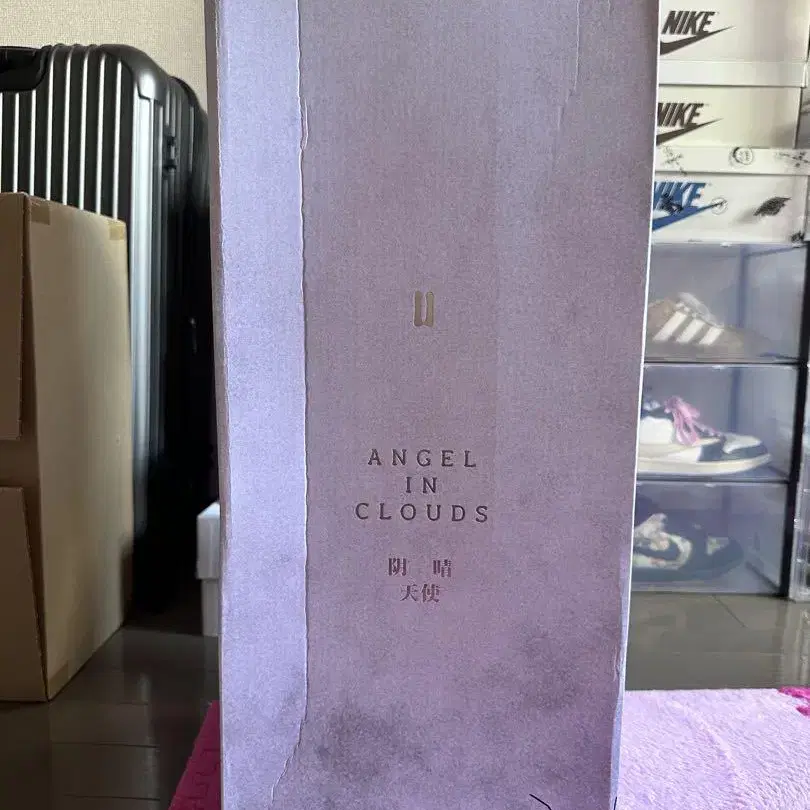 NIKE
NIKE
NIKE
ANGEL
IN
CLOUDS
阴 晴
天使